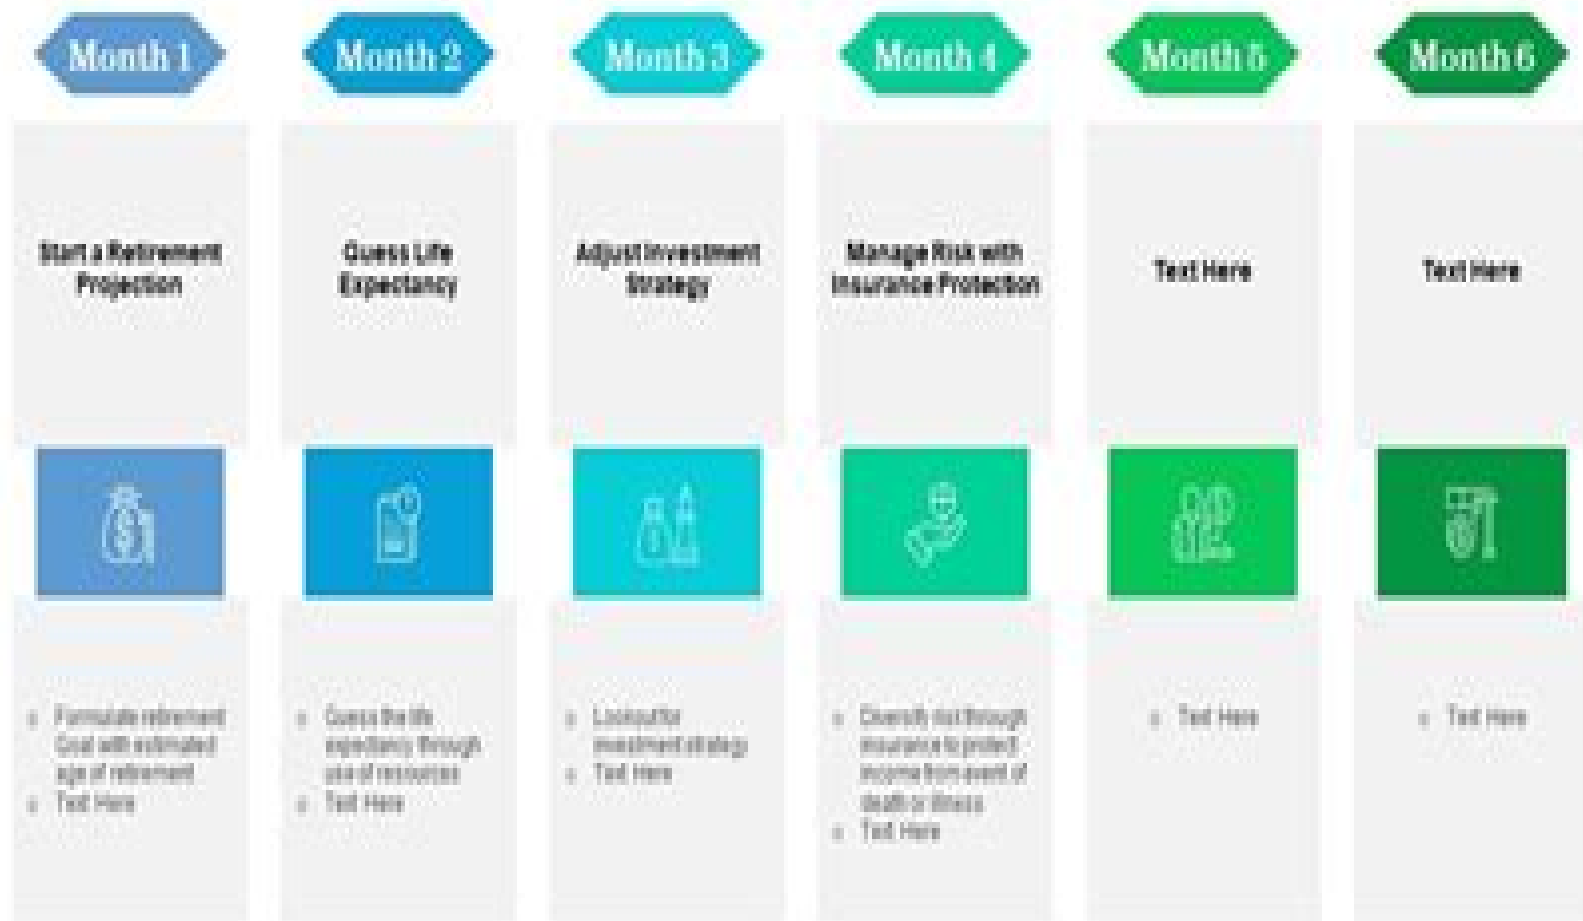 Month 1
Month 2
Month 3
Month 4
Month 5
Month 6
Start a Retirement
Projection
Guess Life
Expectancy
Adjust Investment
Strategy
Manage Risk with
Insurance Protection
Text Here
Text Here
Formulate retirement
Goal with estimated
age of retirement
Text Here
Guess the life
expectancy through
use of resources
Text Here
Lookout for
investment strategy
Text Here
Diversify risk through
insurance to protect
income from event of
death or illness
Text Here
Text Here
Text Here